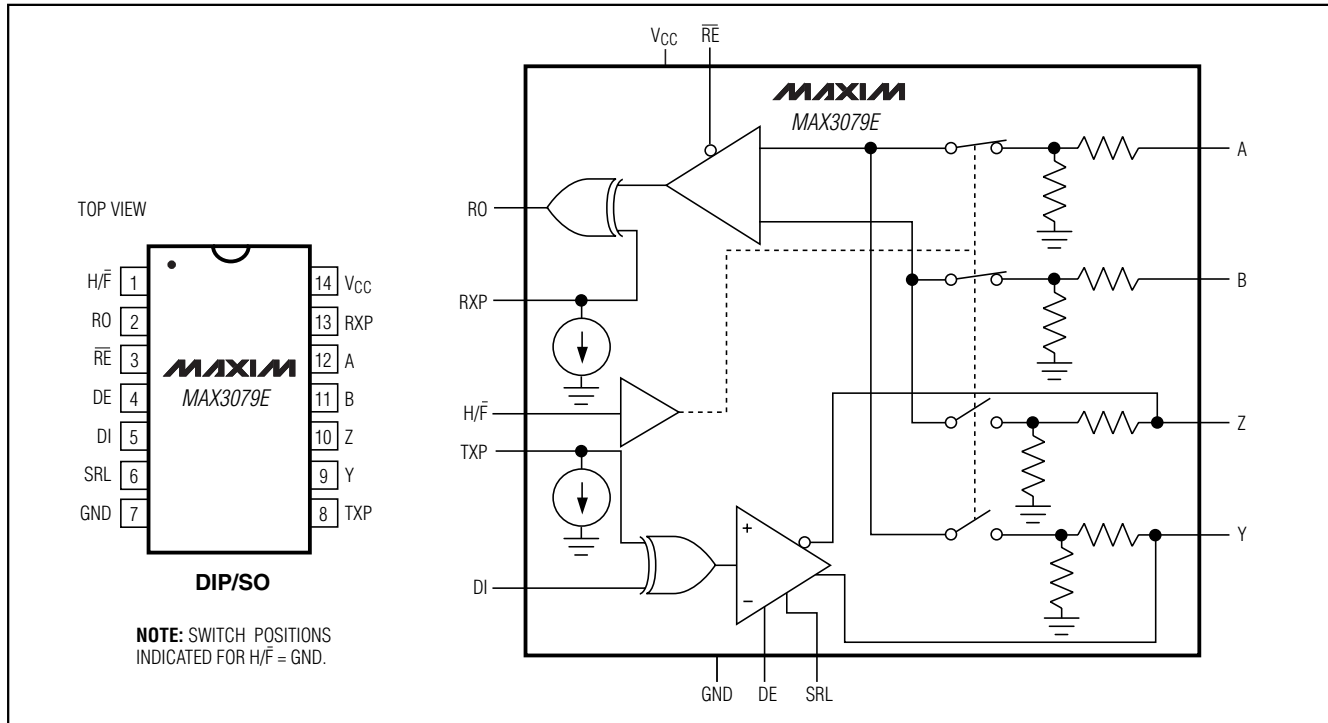 TOP VIEW
H/F̅ 1
RO 2
R̅E̅ 3
DE 4
DI 5
SRL 6
GND 7
14 VCC
13 RXP
12 A
11 B
10 Z
9 Y
8 TXP
MAXIM
MAX3079E
DIP/SO
NOTE: SWITCH POSITIONS
INDICATED FOR H/F̅ = GND.
VCC
R̅E̅
MAXIM
MAX3079E
RO
RXP
H/F̅
TXP
DI
+
−
A
B
Z
Y
GND
DE
SRL